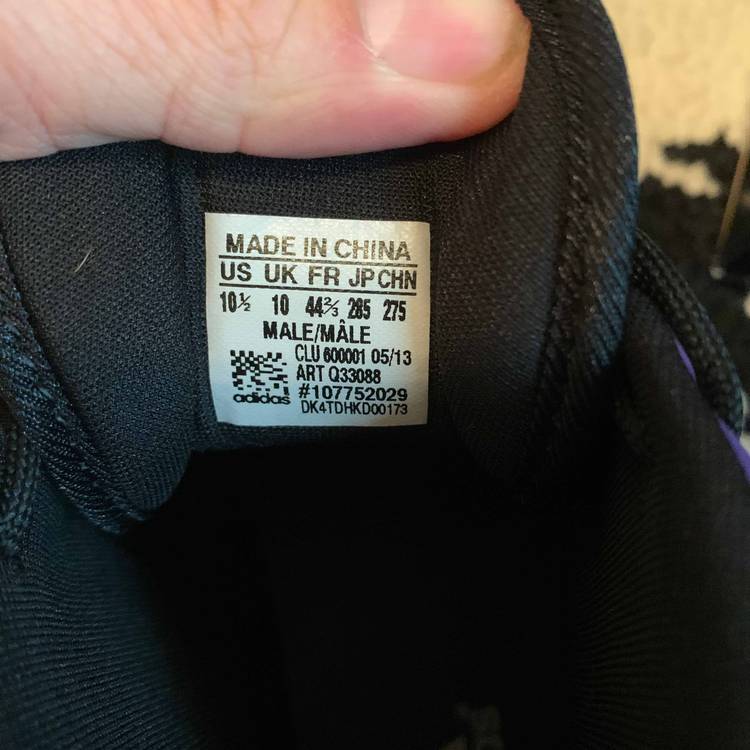 MADE IN CHINA
US UK FR JP CHN
10½ 10 44⅔ 285 275
MALE/MÂLE
CLU 600001 05/13
ART Q33088
#107752029
adidas
DK4TDHKD00173